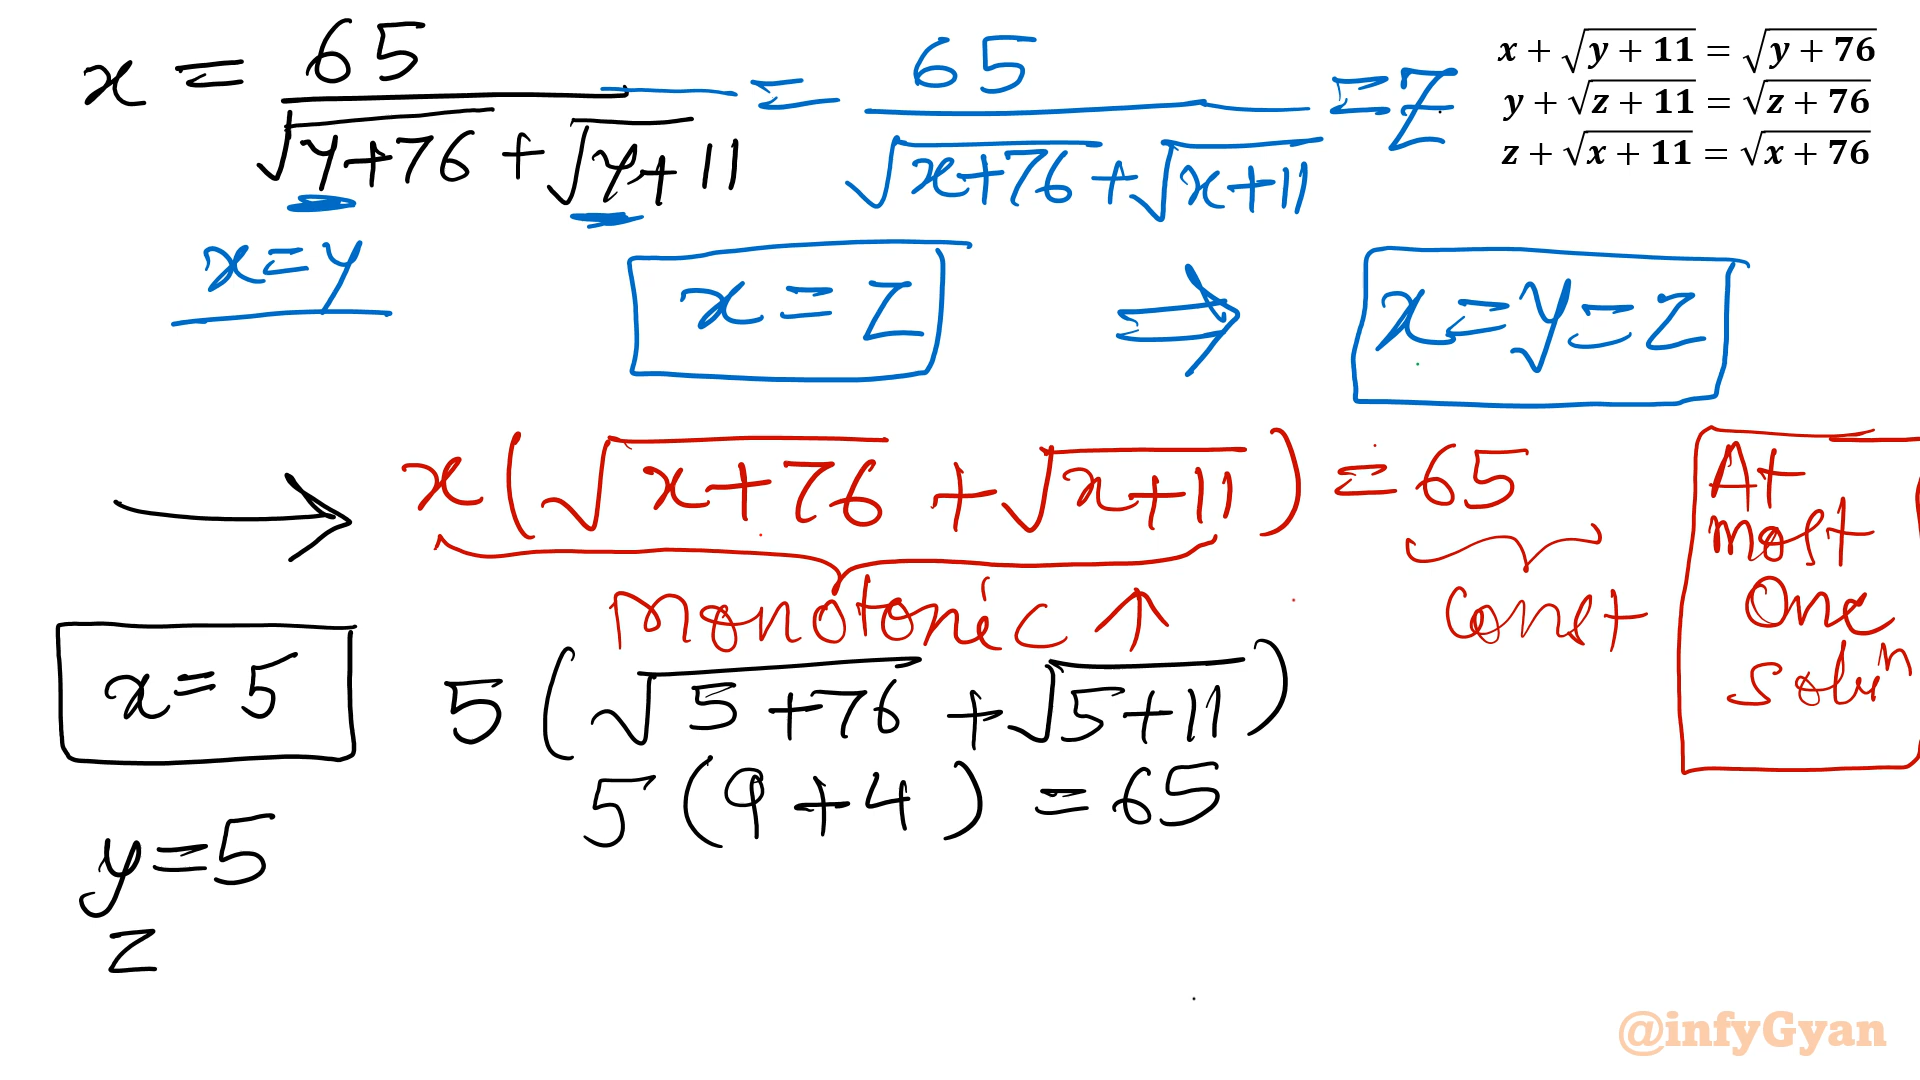 x = 65 / (√(y+76) + √(y+11)) = 65 / (√(x+76) + √(x+11)) = z
x + √(y + 11) = √(y + 76)
y + √(z + 11) = √(z + 76)
z + √(x + 11) = √(x + 76)
x = y
x = z ⇒ x = y = z
→ x(√(x+76) + √(x+11)) = 65
Monotonic ↑
const
At
most
one
soluⁿ
x = 5
5(√(5+76) + √(5+11))
5(9+4) = 65
y = 5
z
@infyGyan